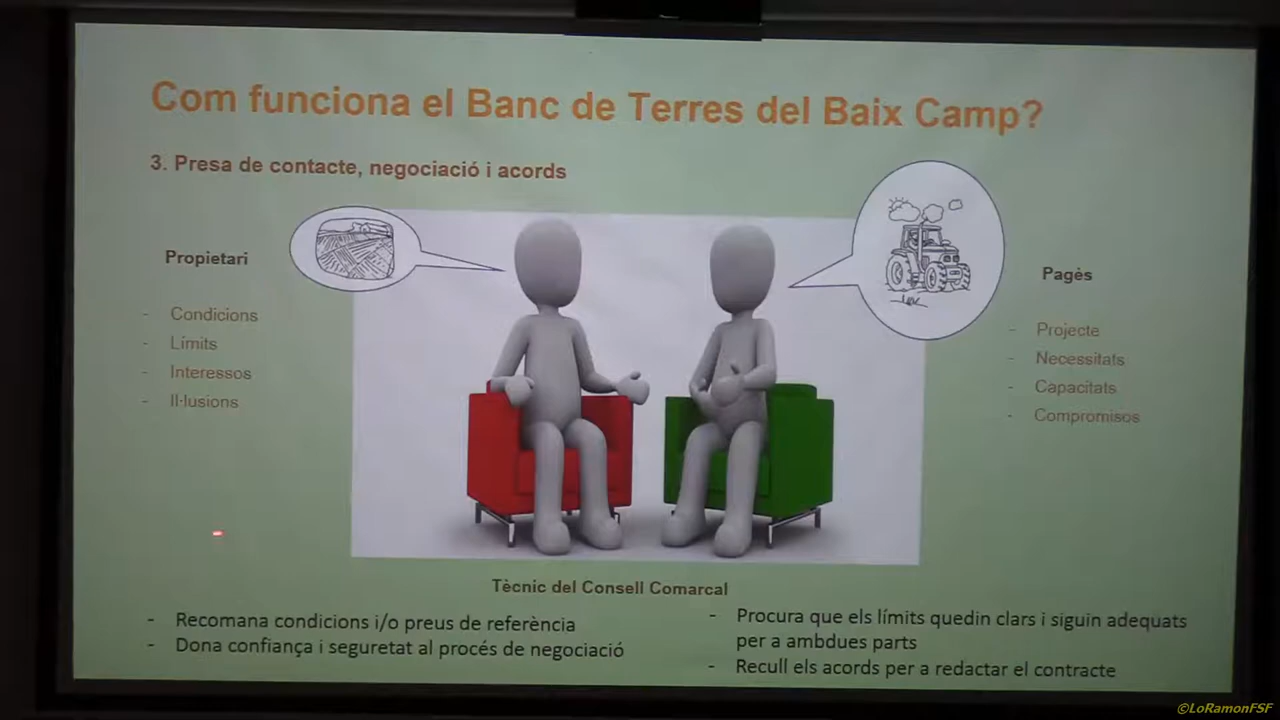 Com funciona el Banc de Terres del Baix Camp?
3. Presa de contacte, negociació i acords
Propietari
- Condicions
- Límits
- Interessos
- Il·lusions
Pagès
- Projecte
- Necessitats
- Capacitats
- Compromisos
Tècnic del Consell Comarcal
- Recomana condicions i/o preus de referència
- Dona confiança i seguretat al procés de negociació
- Procura que els límits quedin clars i siguin adequats
per a ambdues parts
- Recull els acords per a redactar el contracte
©LoRamonFSF